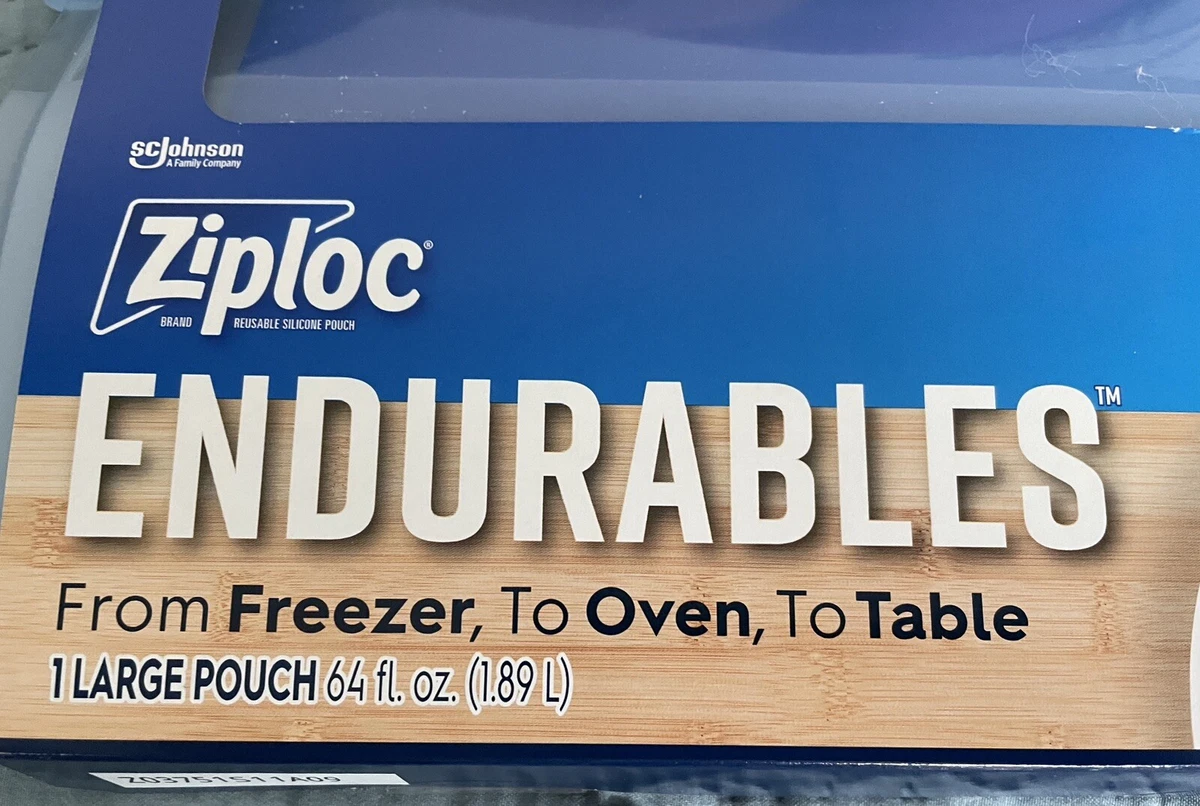 scJohnson
A Family Company
Ziploc®
BRAND REUSABLE SILICONE POUCH
ENDURABLES™
From Freezer, To Oven, To Table
1 LARGE POUCH 64 fl. oz. (1.89 L)